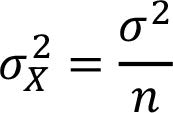 σ_X^2 = σ^2 / n